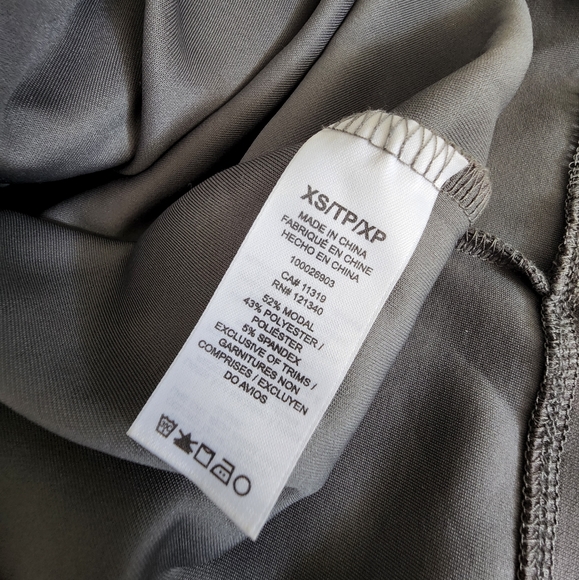 XS/TP/XP
MADE IN CHINA
FABRIQUÉ EN CHINE
HECHO EN CHINA
100026903
CA# 11319
RN# 121340
52% MODAL
43% POLYESTER /
POLIÉSTER
5% SPANDEX
EXCLUSIVE OF TRIMS /
GARNITURES NON
COMPRISES / EXCLUYEN
DO AVIOS